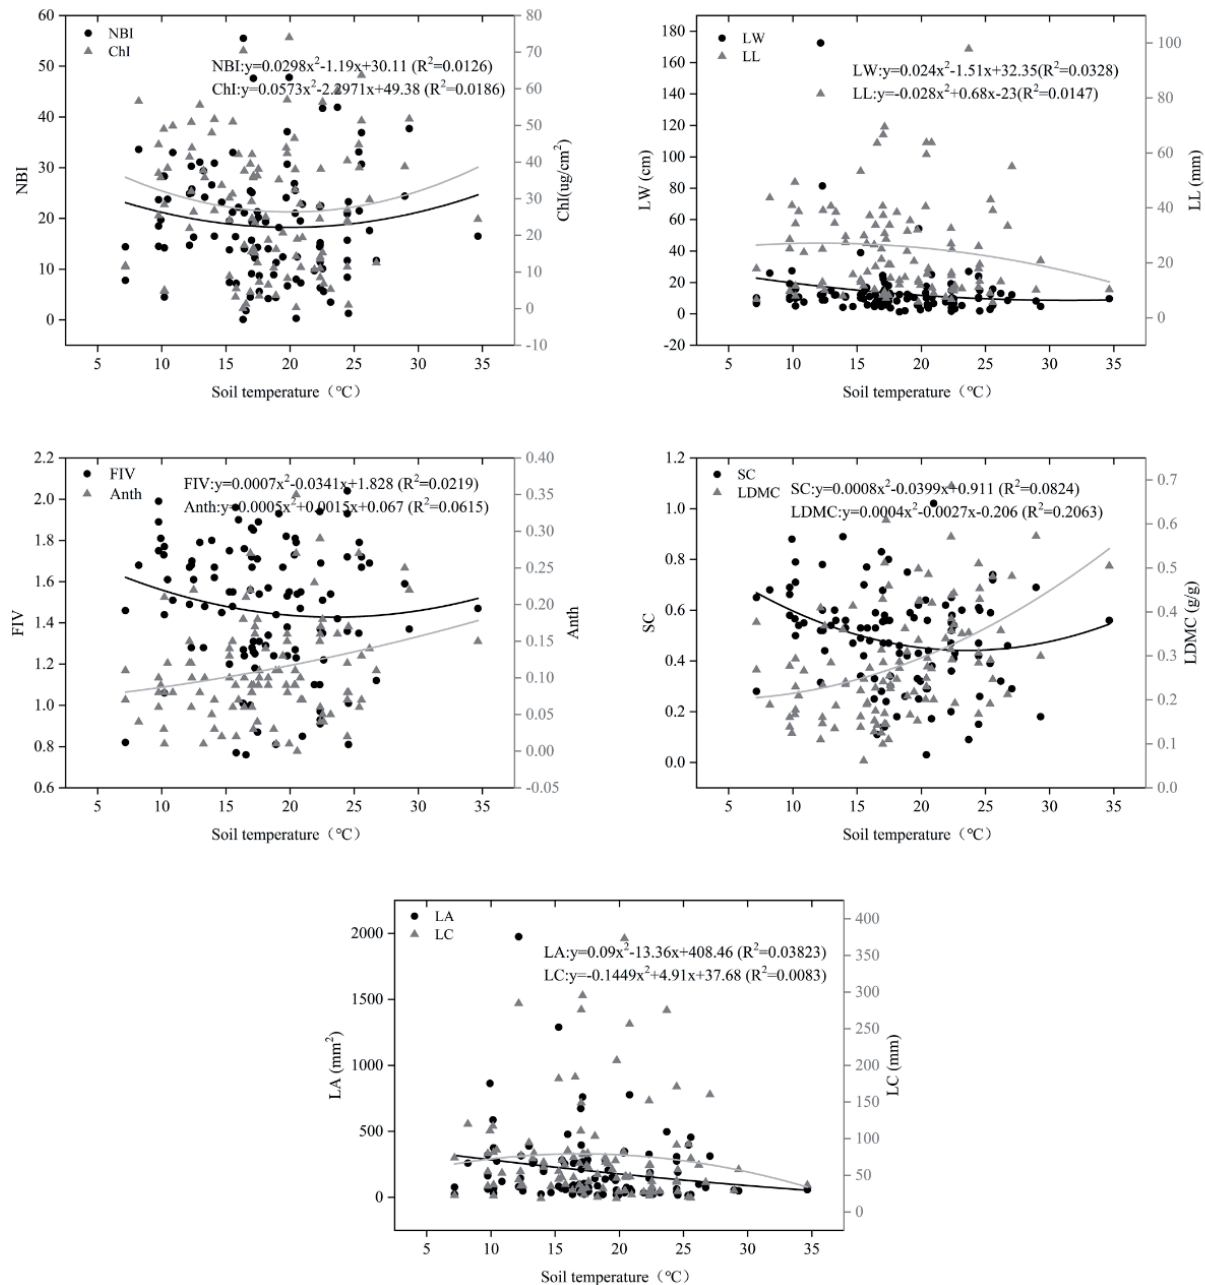 NBI
ChI
NBI:y=0.0298x²-1.19x+30.11 (R²=0.0126)
ChI:y=0.0573x²-2.2971x+49.38 (R²=0.0186)
60
50
40
30
20
10
0
NBI
80
70
60
50
40
30
20
10
0
-10
Chl(ug/cm²)
5 10 15 20 25 30 35
Soil temperature（℃）
LW
LL
LW:y=0.024x²-1.51x+32.35(R²=0.0328)
LL:y=-0.028x²+0.68x-23(R²=0.0147)
180
160
140
120
100
80
60
40
20
0
-20
LW (cm)
100
80
60
40
20
0
LL (mm)
5 10 15 20 25 30 35
Soil temperature（℃）
FIV
Anth
FIV:y=0.0007x²-0.0341x+1.828 (R²=0.0219)
Anth:y=0.0005x²+0.0015x+0.067 (R²=0.0615)
2.2
2.0
1.8
1.6
1.4
1.2
1.0
0.8
0.6
FIV
0.40
0.35
0.30
0.25
0.20
0.15
0.10
0.05
0.00
-0.05
Anth
5 10 15 20 25 30 35
Soil temperature（℃）
SC
LDMC
SC:y=0.0008x²-0.0399x+0.911 (R²=0.0824)
LDMC:y=0.0004x²-0.0027x-0.206 (R²=0.2063)
1.2
1.0
0.8
0.6
0.4
0.2
0.0
SC
0.7
0.6
0.5
0.4
0.3
0.2
0.1
0.0
LDMC (g/g)
5 10 15 20 25 30 35
Soil temperature（℃）
LA
LC
LA:y=0.09x²-13.36x+408.46 (R²=0.03823)
LC:y=-0.1449x²+4.91x+37.68 (R²=0.0083)
2000
1500
1000
500
0
LA (mm²)
400
350
300
250
200
150
100
50
0
LC (mm)
5 10 15 20 25 30 35
Soil temperature（℃）